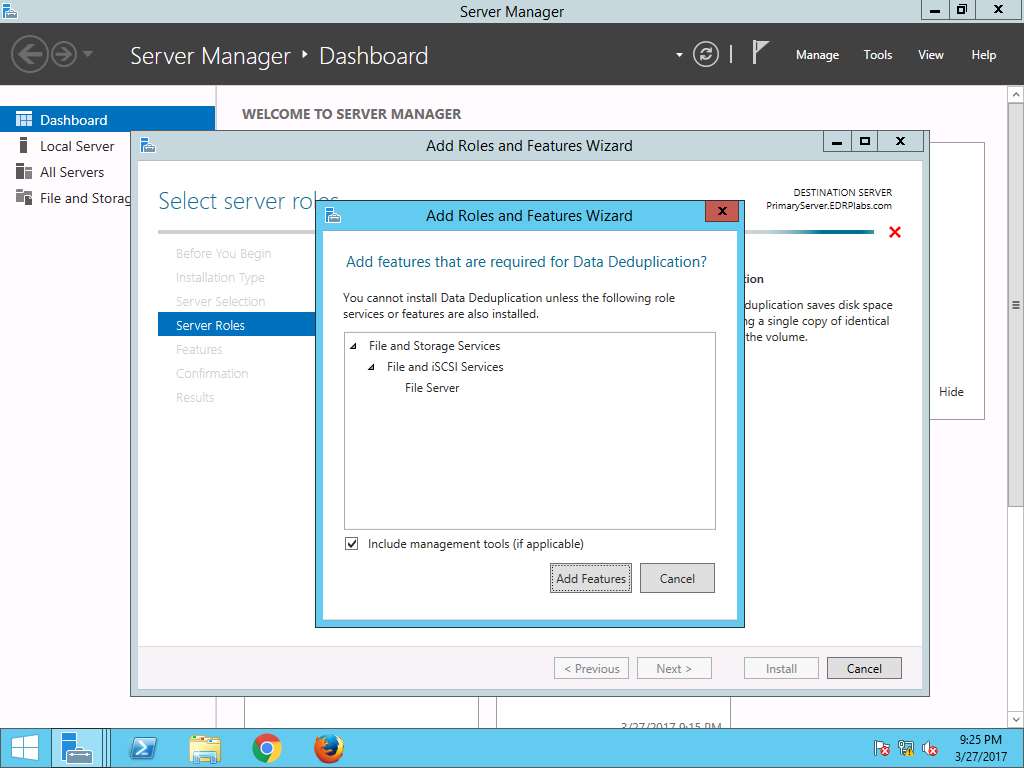 Server Manager
Server Manager ‣ Dashboard
Manage
Tools
View
Help
Dashboard
Local Server
All Servers
File and Storag
WELCOME TO SERVER MANAGER
Hide
3/27/2017 9:15 PM
Add Roles and Features Wizard
Select server roles
DESTINATION SERVER
PrimaryServer.EDRPlabs.com
Before You Begin
Installation Type
Server Selection
Server Roles
Features
Confirmation
Results
tion
duplication saves disk space
ng a single copy of identical
the volume.
Add Roles and Features Wizard
Add features that are required for Data Deduplication?
You cannot install Data Deduplication unless the following role
services or features are also installed.
File and Storage Services
File and iSCSI Services
File Server
Include management tools (if applicable)
Add Features
Cancel
< Previous
Next >
Install
Cancel
9:25 PM
3/27/2017